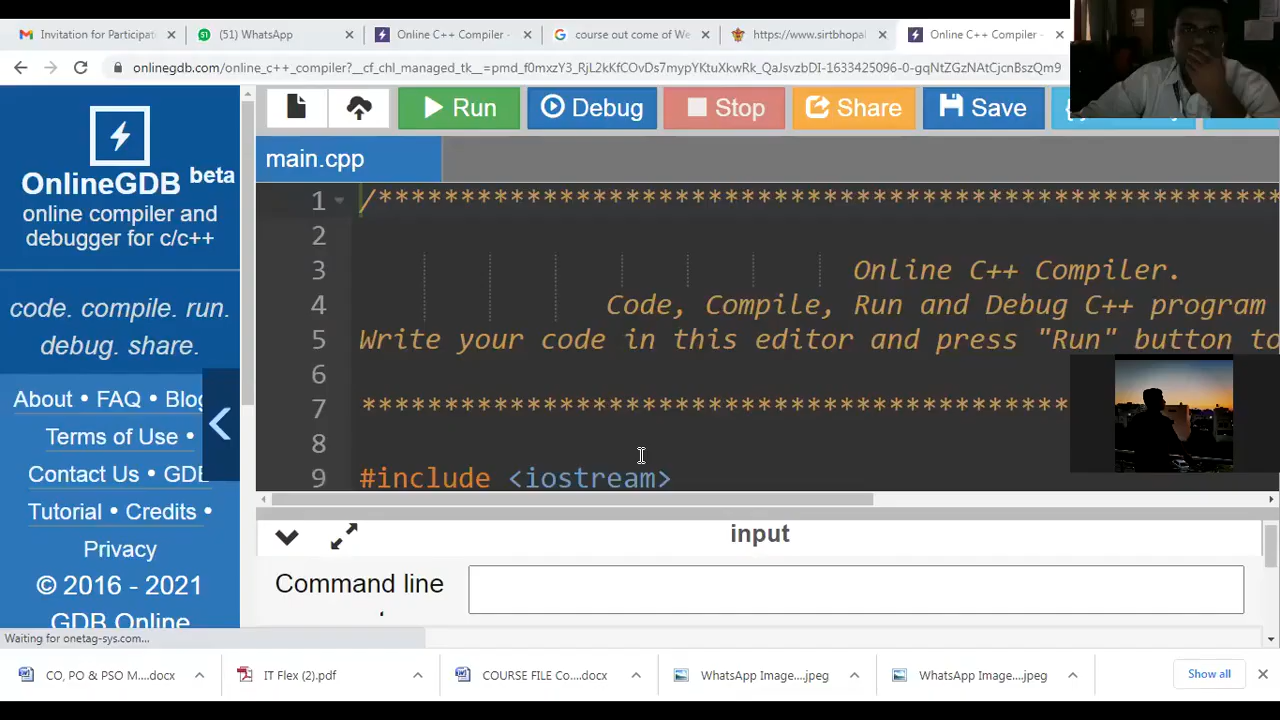 Invitation for Participat
(51) WhatsApp
Online C++ Compiler -
course out come of We
https://www.sirtbhopal
Online C++ Compiler -
onlinegdb.com/online_c++_compiler?__cf_chl_managed_tk__=pmd_f0mxzY3_RjL2kKfCOvDs7mypYKtuXkwRk_QaJsvzbDI-1633425096-0-gqNtZGzNAtCjcnBszQm9
Run
Debug
Stop
Share
Save
OnlineGDB beta
online compiler and
debugger for c/c++
code. compile. run.
debug. share.
About • FAQ • Blog
Terms of Use •
Contact Us • GDB
Tutorial • Credits •
Privacy
© 2016 - 2021
GDB Online
main.cpp
1 /*******************************************************
2
3 Online C++ Compiler.
4 Code, Compile, Run and Debug C++ program
5 Write your code in this editor and press "Run" button to
6
7 *******************************************
8
9 #include <iostream>
input
Command line
Waiting for onetag-sys.com...
CO, PO & PSO M....docx
IT Flex (2).pdf
COURSE FILE Co....docx
WhatsApp Image....jpeg
WhatsApp Image....jpeg
Show all